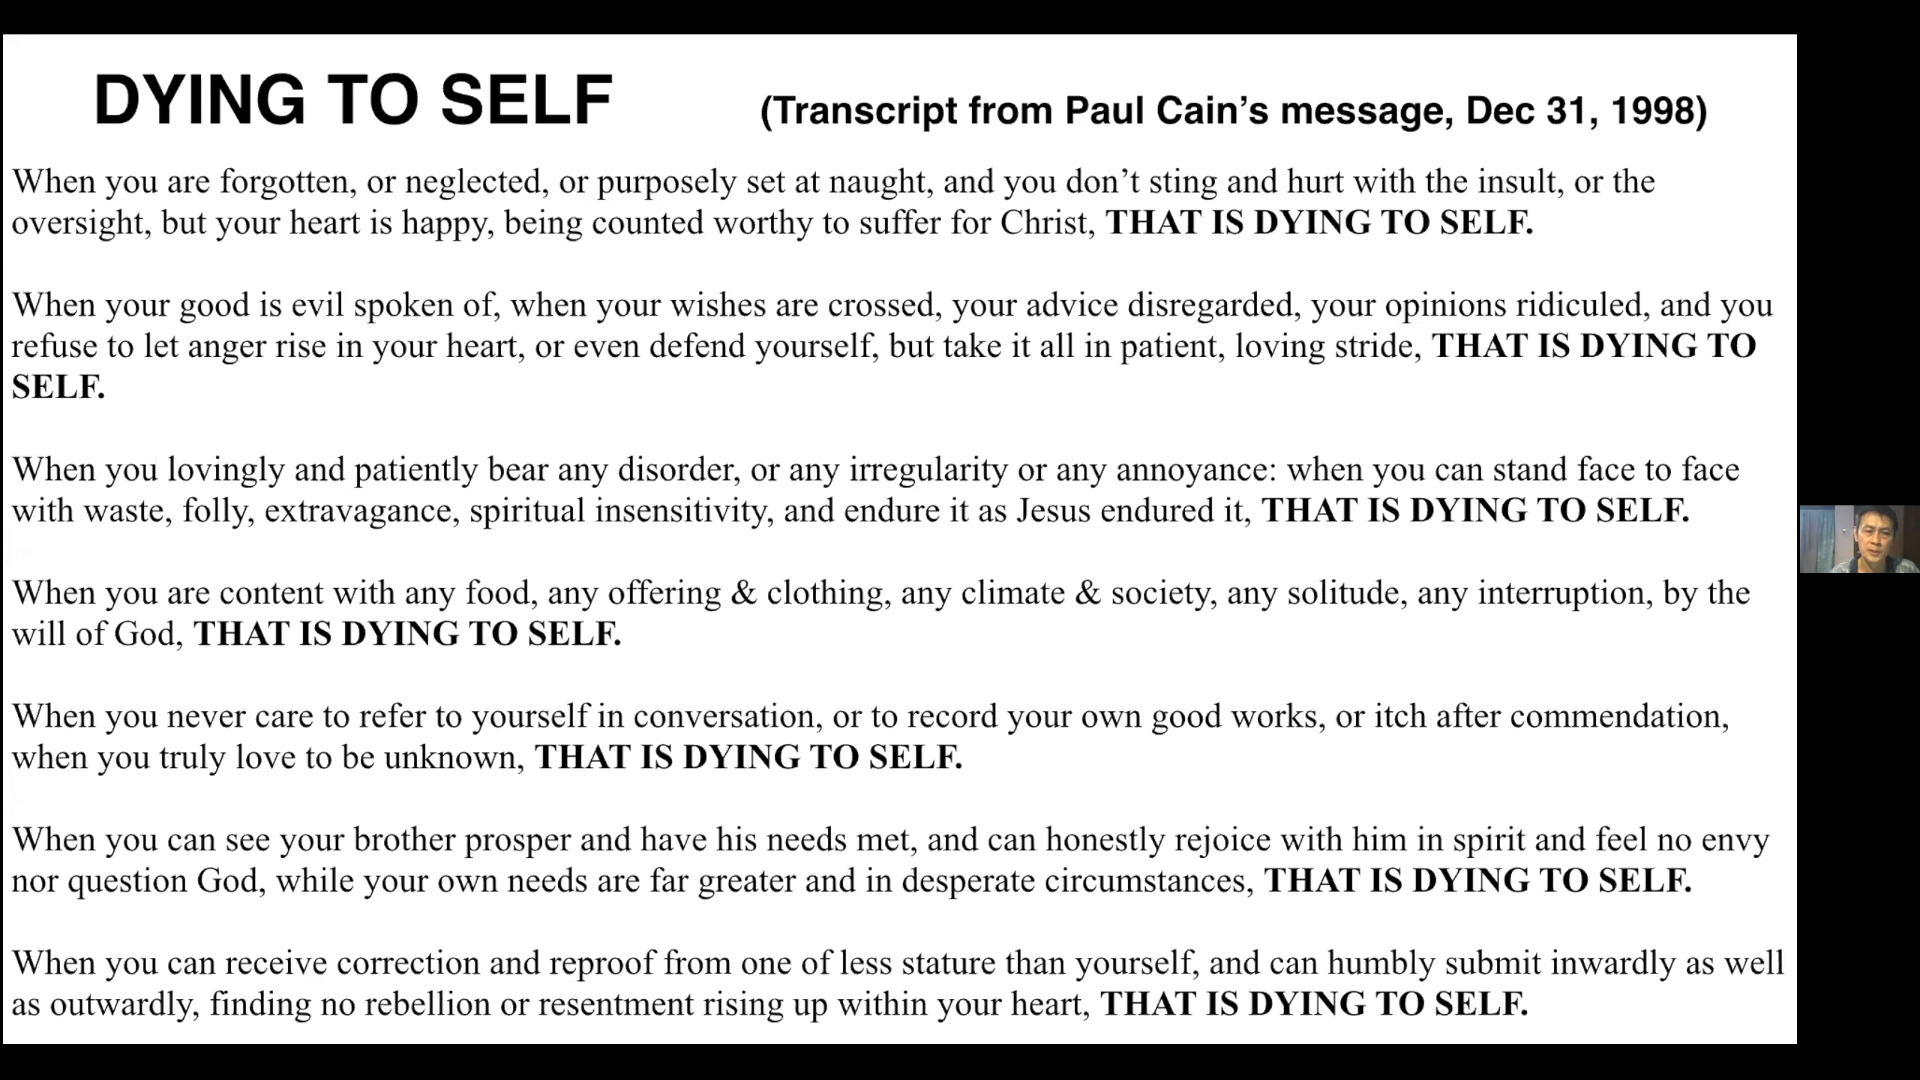 DYING TO SELF (Transcript from Paul Cain’s message, Dec 31, 1998)
When you are forgotten, or neglected, or purposely set at naught, and you don’t sting and hurt with the insult, or the
oversight, but your heart is happy, being counted worthy to suffer for Christ, THAT IS DYING TO SELF.
When your good is evil spoken of, when your wishes are crossed, your advice disregarded, your opinions ridiculed, and you
refuse to let anger rise in your heart, or even defend yourself, but take it all in patient, loving stride, THAT IS DYING TO
SELF.
When you lovingly and patiently bear any disorder, or any irregularity or any annoyance: when you can stand face to face
with waste, folly, extravagance, spiritual insensitivity, and endure it as Jesus endured it, THAT IS DYING TO SELF.
When you are content with any food, any offering & clothing, any climate & society, any solitude, any interruption, by the
will of God, THAT IS DYING TO SELF.
When you never care to refer to yourself in conversation, or to record your own good works, or itch after commendation,
when you truly love to be unknown, THAT IS DYING TO SELF.
When you can see your brother prosper and have his needs met, and can honestly rejoice with him in spirit and feel no envy
nor question God, while your own needs are far greater and in desperate circumstances, THAT IS DYING TO SELF.
When you can receive correction and reproof from one of less stature than yourself, and can humbly submit inwardly as well
as outwardly, finding no rebellion or resentment rising up within your heart, THAT IS DYING TO SELF.